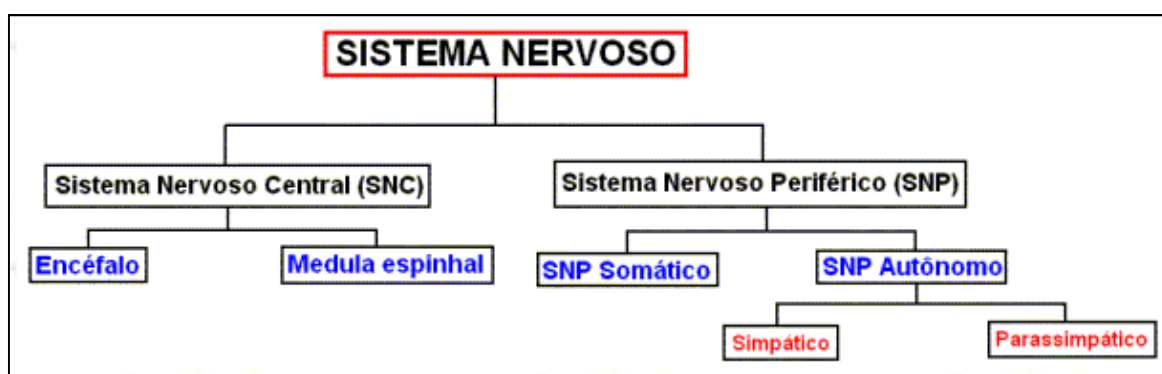 SISTEMA NERVOSO
Sistema Nervoso Central (SNC)
Sistema Nervoso Periférico (SNP)
Encéfalo
Medula espinhal
SNP Somático
SNP Autônomo
Simpático
Parassimpático